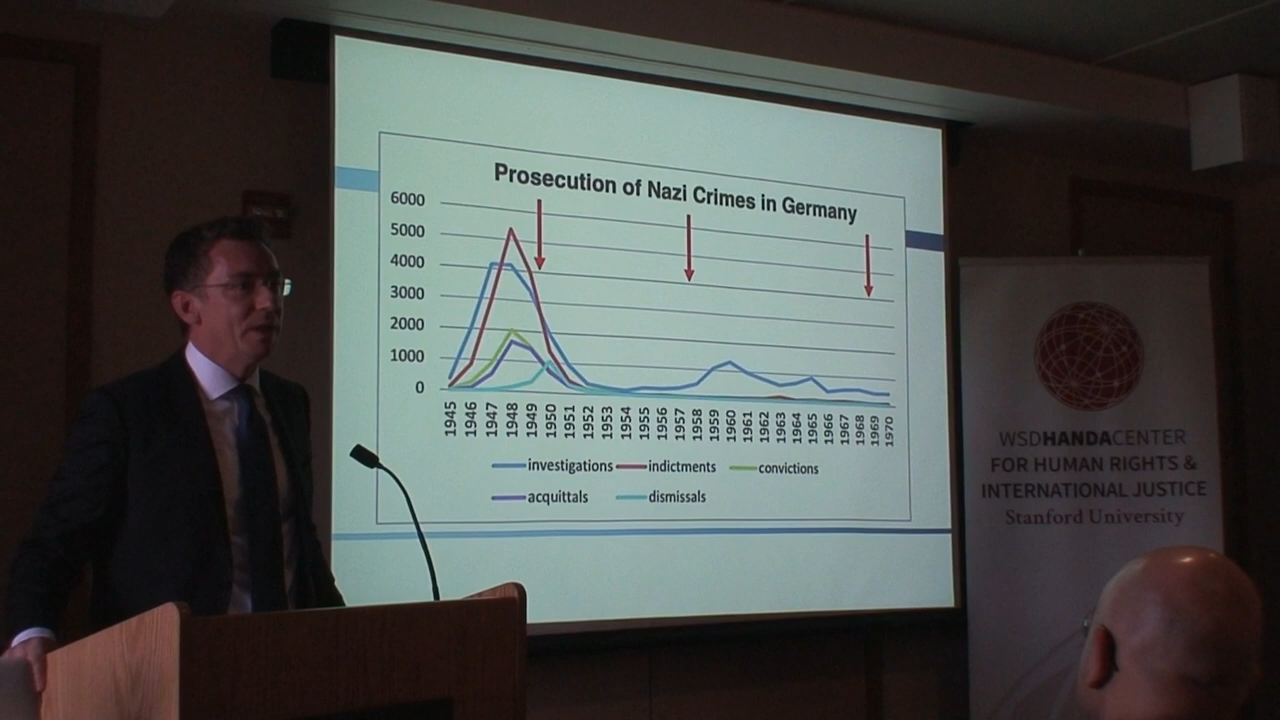 Prosecution of Nazi Crimes in Germany
6000
5000
4000
3000
2000
1000
0
1945 1946 1947 1948 1949 1950 1951 1952 1953 1954 1955 1956 1957 1958 1959 1960 1961 1962 1963 1964 1965 1966 1967 1968 1969 1970
investigations indictments convictions
acquittals dismissals
WSDHANDACENTER
FOR HUMAN RIGHTS &
INTERNATIONAL JUSTICE
Stanford University